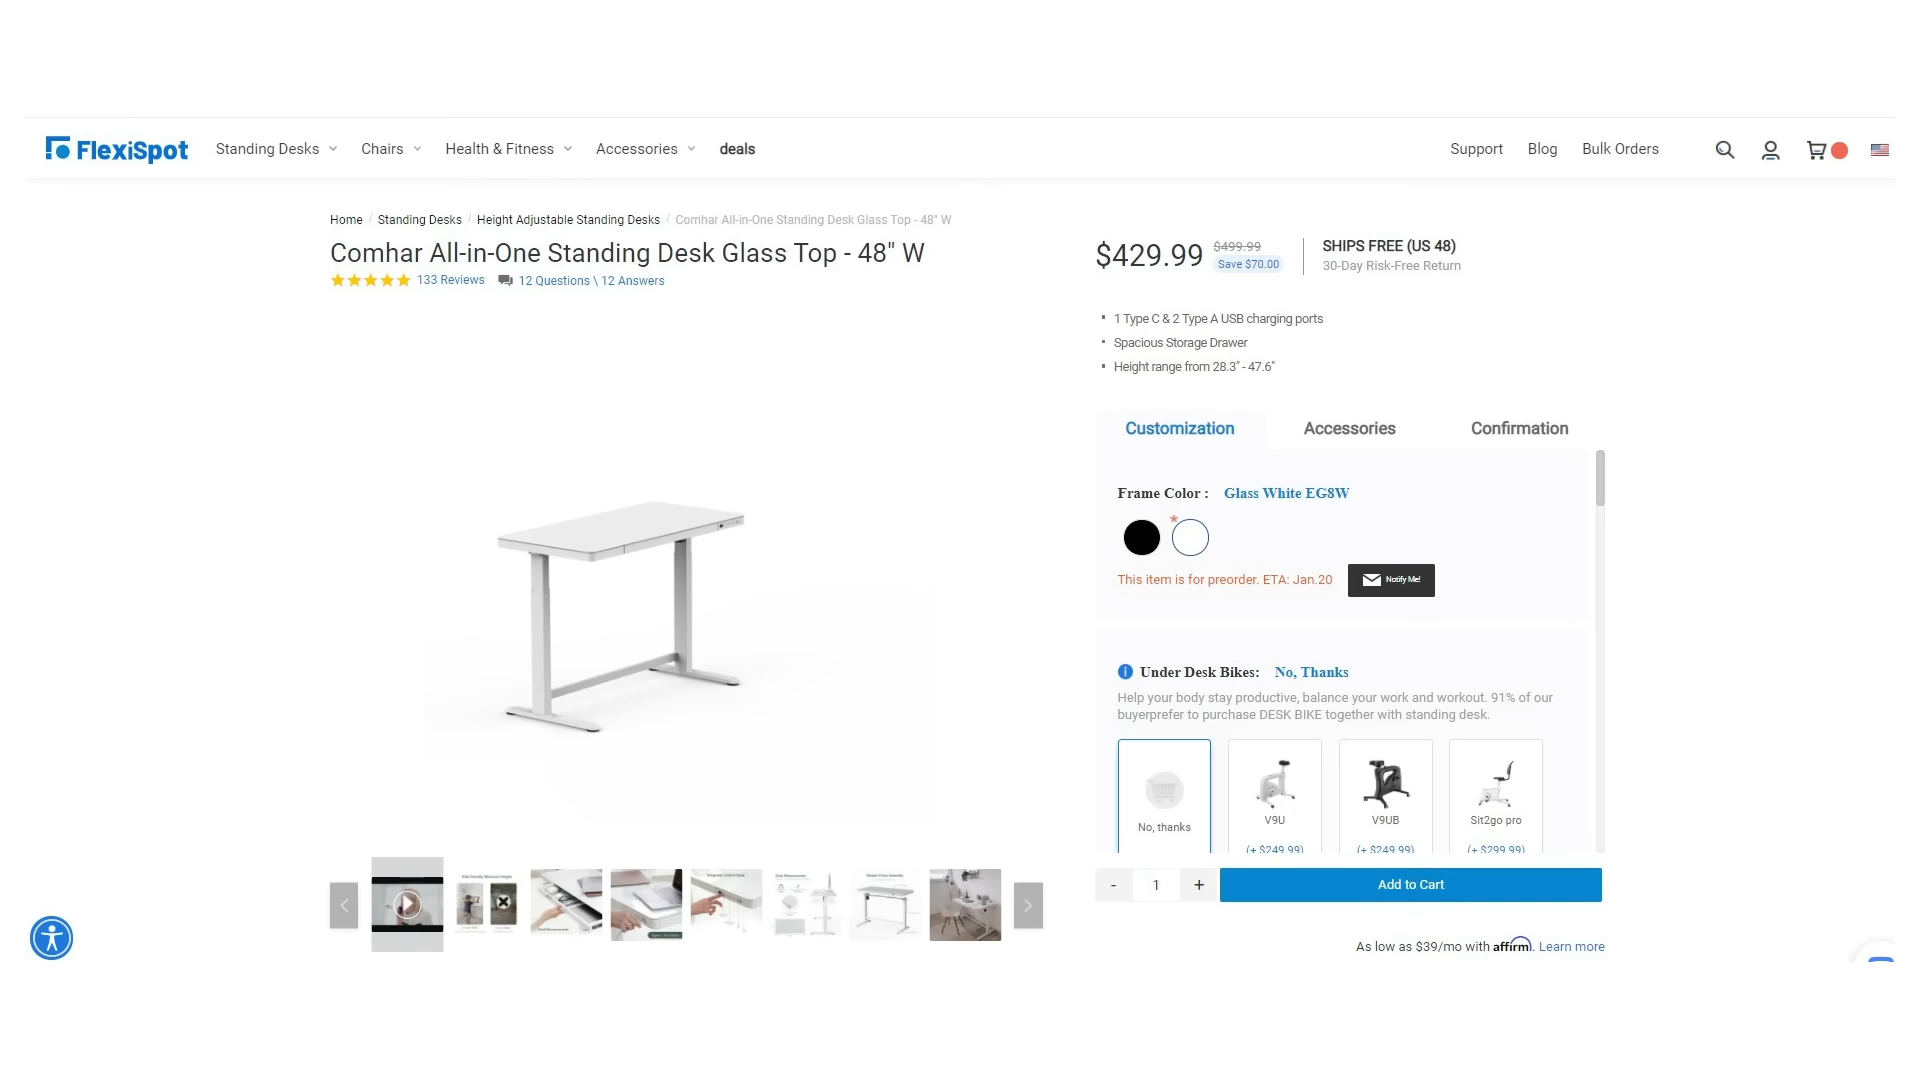 FlexiSpot Standing Desks Chairs Health & Fitness Accessories deals Support Blog Bulk Orders
Home / Standing Desks / Height Adjustable Standing Desks / Comhar All-in-One Standing Desk Glass Top - 48" W
Comhar All-in-One Standing Desk Glass Top - 48" W
133 Reviews 12 Questions \ 12 Answers
$429.99 $499.99 Save $70.00
SHIPS FREE (US 48)
30-Day Risk-Free Return
1 Type C & 2 Type A USB charging ports
Spacious Storage Drawer
Height range from 28.3" - 47.6"
Customization Accessories Confirmation
Frame Color : Glass White EG8W
*
This item is for preorder. ETA: Jan.20 Notify Me!
Under Desk Bikes: No, Thanks
Help your body stay productive, balance your work and workout. 91% of our
buyerprefer to purchase DESK BIKE together with standing desk.
No, thanks V9U V9UB Sit2go pro
(+ $249.99) (+ $249.99) (+ $299.99)
- 1 + Add to Cart
As low as $39/mo with affirm. Learn more